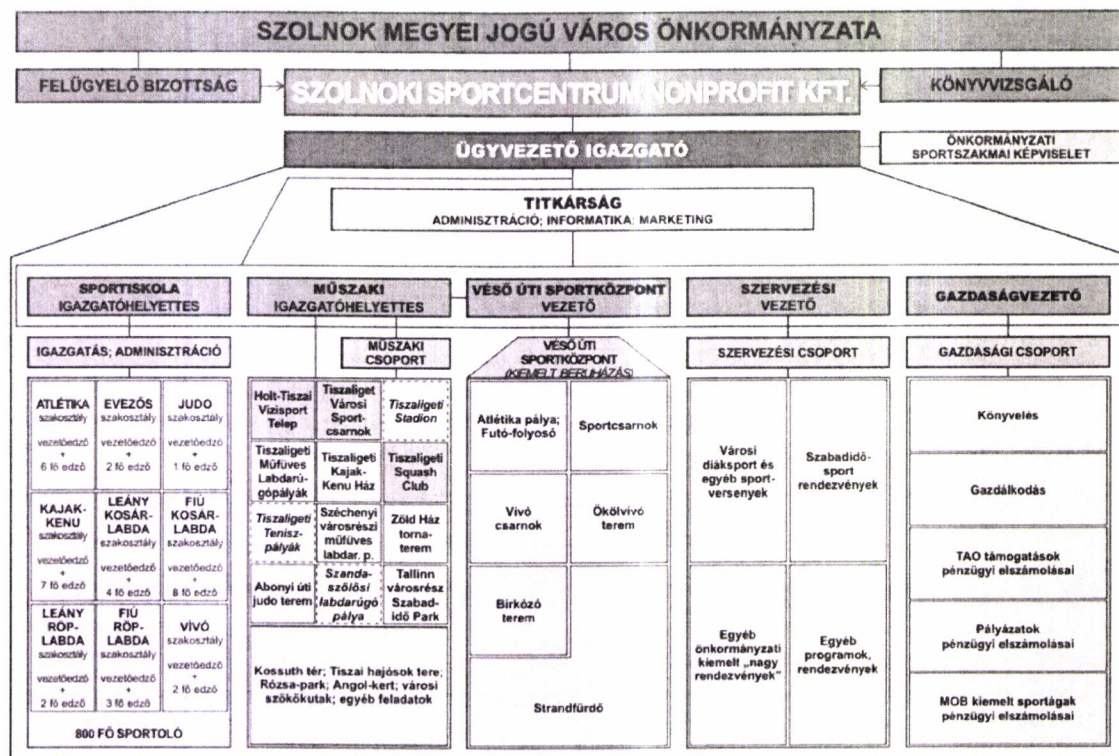 SZOLNOK MEGYEI JOGÚ VÁROS ÖNKORMÁNYZATA
FELÜGYELŐ BIZOTTSÁG
SZOLNOKI SPORTCENTRUM NONPROFIT KFT.
KÖNYVVIZSGÁLÓ
ÜGYVEZETŐ IGAZGATÓ
ÖNKORMÁNYZATI
SPORTSZAKMAI KÉPVISELET
TITKÁRSÁG
ADMINISZTRÁCIÓ; INFORMATIKA; MARKETING
SPORTISKOLA
IGAZGATÓHELYETTES
MŰSZAKI
IGAZGATÓHELYETTES
VÉSŐ ÚTI SPORTKÖZPONT
VEZETŐ
SZERVEZÉSI
VEZETŐ
GAZDASÁGVEZETŐ
IGAZGATÁS; ADMINISZTRÁCIÓ
ATLÉTIKA
szakosztály
vezetőedző
+
6 fő edző
EVEZŐS
szakosztály
vezetőedző
+
2 fő edző
JUDO
szakosztály
vezetőedző
+
1 fő edző
KAJAK-
KENU
szakosztály
vezetőedző
+
7 fő edző
LEÁNY
KOSÁR-
LABDA
szakosztály
vezetőedző
+
4 fő edző
FIÚ
KOSÁR-
LABDA
szakosztály
vezetőedző
+
8 fő edző
LEÁNY
RÖP-
LABDA
szakosztály
vezetőedző
+
2 fő edző
FIÚ
RÖP-
LABDA
szakosztály
vezetőedző
+
3 fő edző
VÍVÓ
szakosztály
vezetőedző
+
2 fő edző
800 FŐ SPORTOLÓ
MŰSZAKI
CSOPORT
Holt-Tiszai
Vizisport
Telep
Tiszaliget
Városi
Sport-
csarnok
Tiszaligeti
Stadion
Tiszaligeti
Műfüves
Labdarú-
gópályák
Tiszaligeti
Kajak-
Kenu Ház
Tiszaligeti
Squash
Club
Tiszaligeti
Tenisz-
pályák
Széchenyi
városrészi
műfüves
labdar. p.
Zöld Ház
torna-
terem
Abonyi úti
judo terem
Szanda-
szőlősi
labdarúgó
pálya
Tallinn
városrész
Szabad-
idő Park
Kossuth tér; Tiszai hajósok tere;
Rózsa-park; Angol-kert; városi
szökőkutak; egyéb feladatok
VÉSŐ ÚTI
SPORTKÖZPONT
(KIEMELT BERUHÁZÁS)
Atlétika pálya;
Futó-folyosó
Sportcsarnok
Vívó
csarnok
Ökölvívó
terem
Birkózó
terem
Strandfürdő
SZERVEZÉSI CSOPORT
Városi
diáksport és
egyéb sport-
versenyek
Szabadidő-
sport
rendezvények
Egyéb
önkormányzati
kiemelt „nagy
rendezvények"
Egyéb
programok,
rendezvények
GAZDASÁGI CSOPORT
Könyvelés
Gazdálkodás
TAO támogatások
pénzügyi elszámolásai
Pályázatok
pénzügyi elszámolásai
MOB kiemelt sportágak
pénzügyi elszámolásai